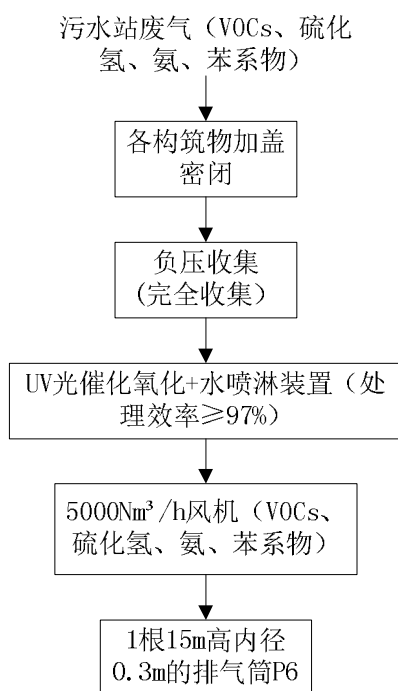 污水站废气（VOCs、硫化
氢、氨、苯系物）
各构筑物加盖
密闭
负压收集
(完全收集）
UV光催化氧化+水喷淋装置（处
理效率≥97%）
5000Nm³/h风机（VOCs、
硫化氢、氨、苯系物）
1根15m高内径
0.3m的排气筒P6